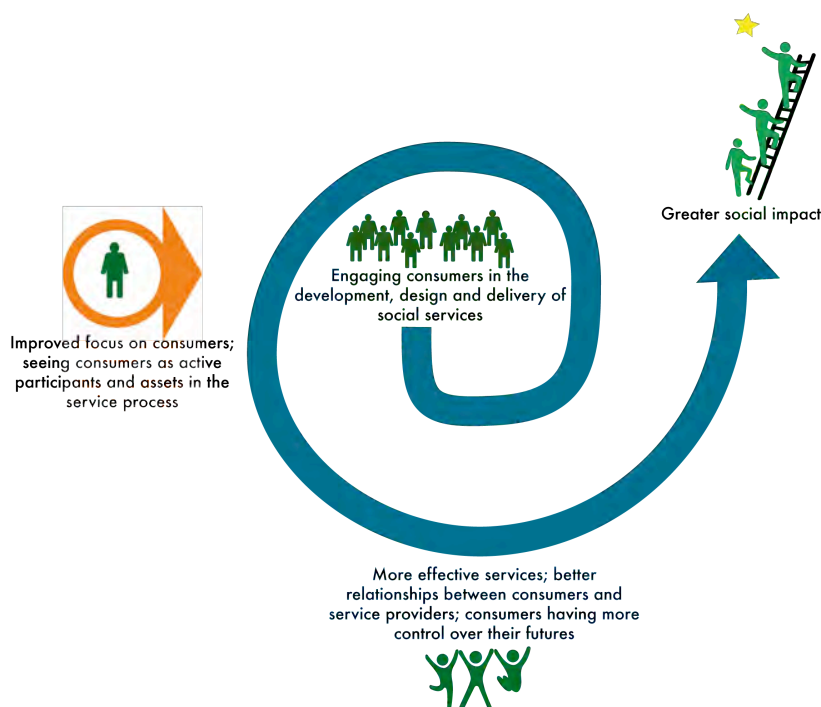 Engaging consumers in the
development, design and delivery of
social services
Improved focus on consumers;
seeing consumers as active
participants and assets in the
service process
More effective services; better
relationships between consumers and
service providers; consumers having more
control over their futures
Greater social impact